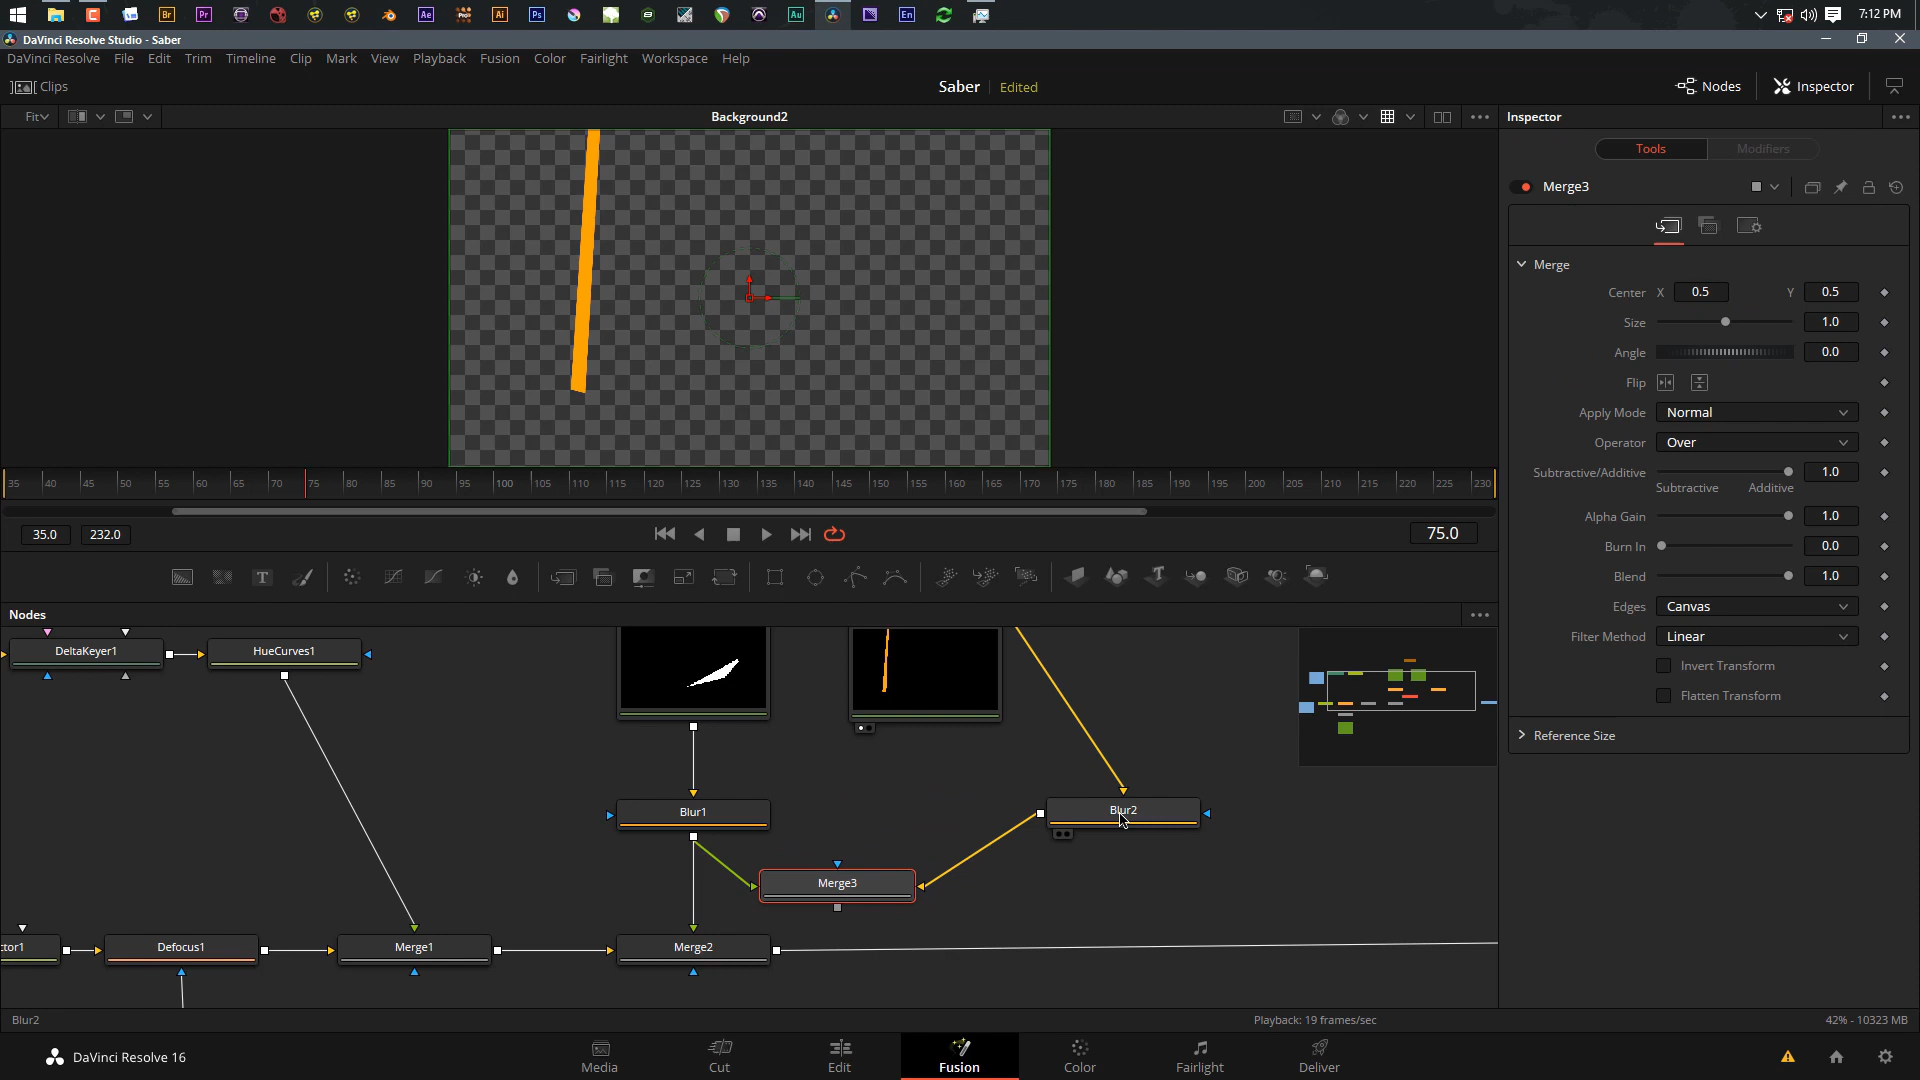 Br
Pr
Ae
Ai
Ps
Au
En
7:12 PM
DaVinci Resolve Studio - Saber
DaVinci Resolve File Edit Trim Timeline Clip Mark View Playback Fusion Color Fairlight Workspace Help
Clips
Saber Edited
Nodes
Inspector
Fit
Background2
Inspector
Tools
Modifiers
Merge3
Merge
Center X 0.5 Y 0.5
Size 1.0
Angle 0.0
Flip
Apply Mode Normal
Operator Over
Subtractive/Additive 1.0
Subtractive Additive
Alpha Gain 1.0
Burn In 0.0
Blend 1.0
Edges Canvas
Filter Method Linear
Invert Transform
Flatten Transform
Reference Size
35 40 45 50 55 60 65 70 75 80 85 90 95 100 105 110 115 120 125 130 135 140 145 150 155 160 165 170 175 180 185 190 195 200 205 210 215 220 225 230
35.0 232.0
75.0
Nodes
DeltaKeyer1
HueCurves1
Blur1
Blur2
Merge3
ctor1
Defocus1
Merge1
Merge2
Blur2
Playback: 19 frames/sec
42% - 10323 MB
DaVinci Resolve 16
Media
Cut
Edit
Fusion
Color
Fairlight
Deliver